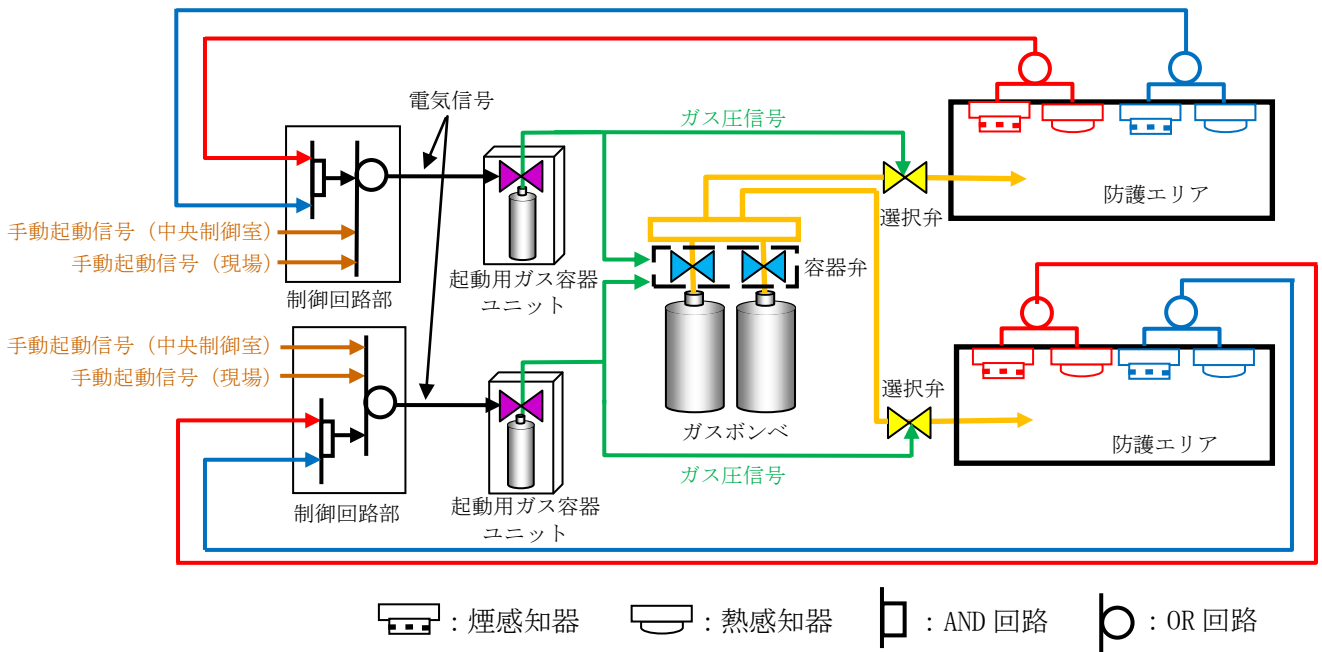 電気信号
ガス圧信号
防護エリア
選択弁
手動起動信号（中央制御室）
手動起動信号（現場）
制御回路部
起動用ガス容器
ユニット
容器弁
手動起動信号（中央制御室）
手動起動信号（現場）
選択弁
ガスボンベ
防護エリア
ガス圧信号
制御回路部
起動用ガス容器
ユニット
：煙感知器 ：熱感知器 ：AND 回路 ：OR 回路